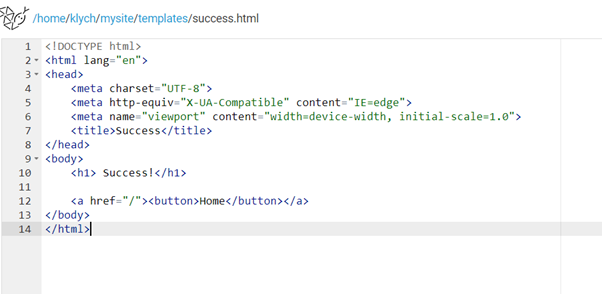 /home/klych/mysite/templates/success.html
1 <!DOCTYPE html>
2 <html lang="en">
3 <head>
4     <meta charset="UTF-8">
5     <meta http-equiv="X-UA-Compatible" content="IE=edge">
6     <meta name="viewport" content="width=device-width, initial-scale=1.0">
7     <title>Success</title>
8 </head>
9 <body>
10     <h1> Success!</h1>
11
12     <a href="/"><button>Home</button></a>
13 </body>
14 </html>